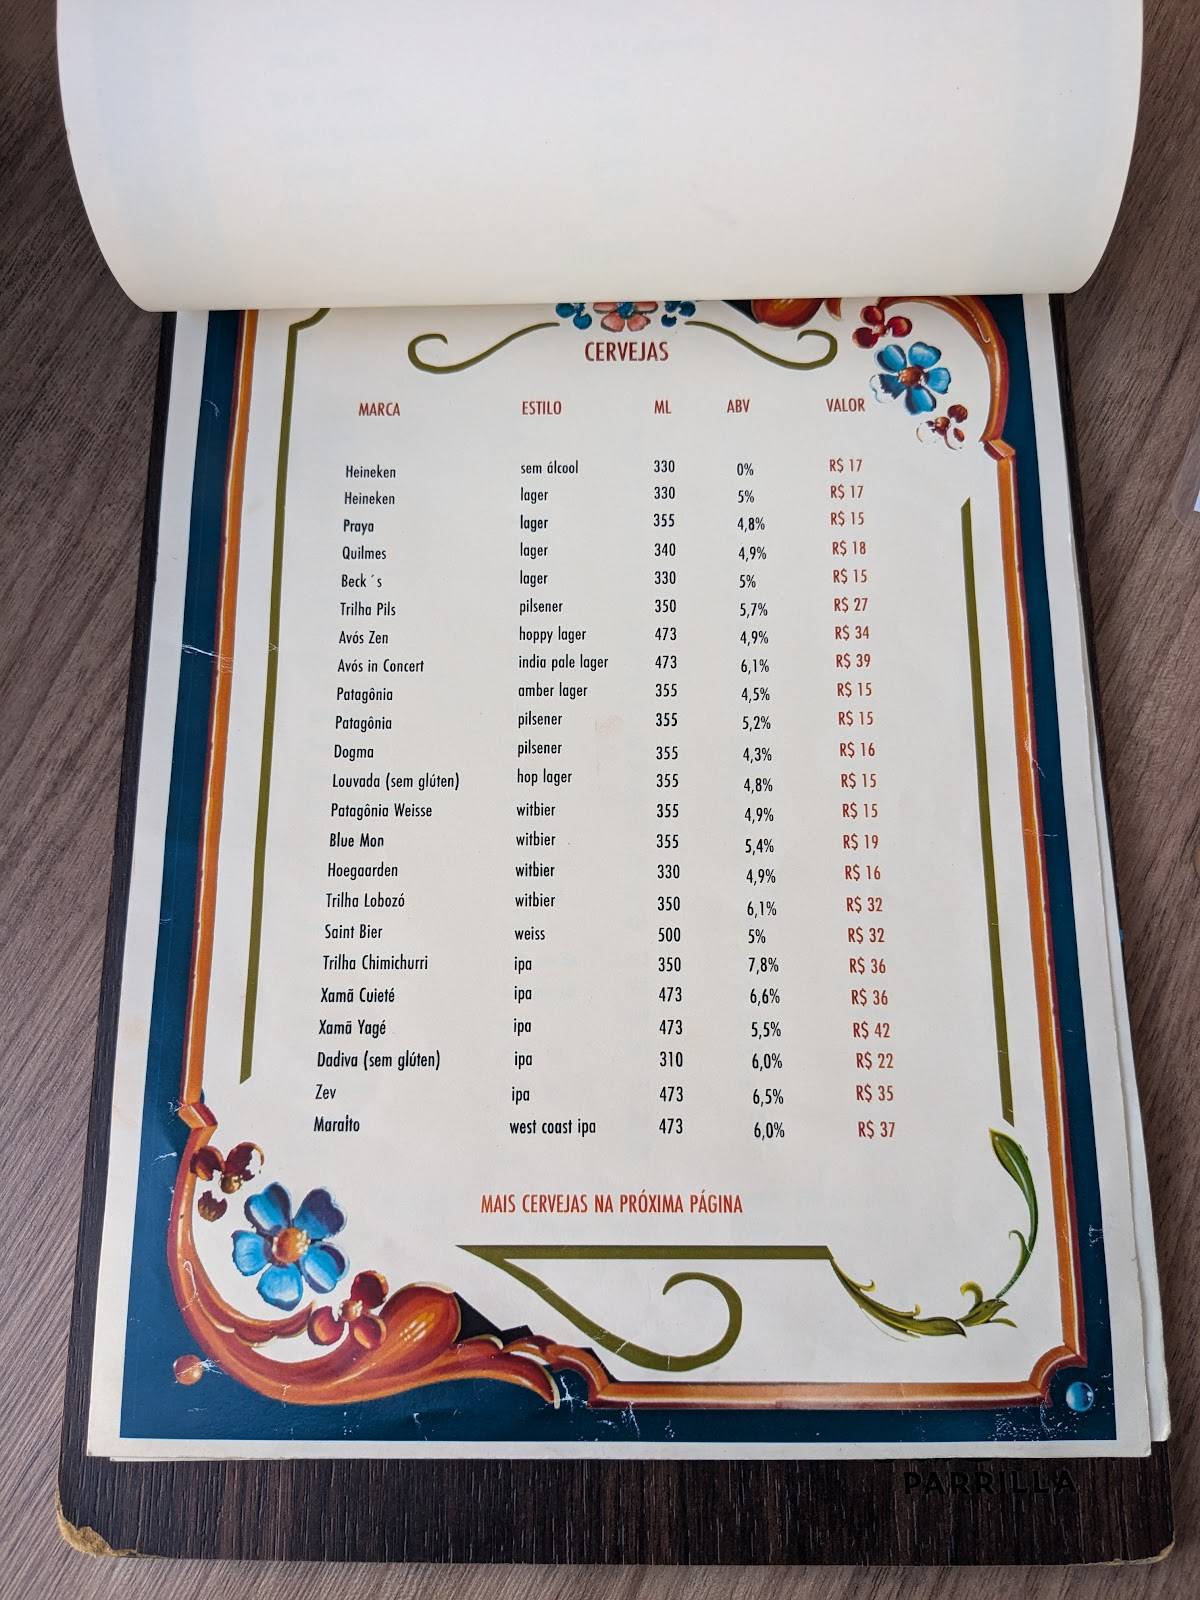 CERVEJAS
MARCA ESTILO ML ABV VALOR
Heineken sem álcool 330 0% R$ 17
Heineken lager 330 5% R$ 17
Praya lager 355 4,8% R$ 15
Quilmes lager 340 4,9% R$ 18
Beck´s lager 330 5% R$ 15
Trilha Pils pilsener 350 5,7% R$ 27
Avós Zen hoppy lager 473 4,9% R$ 34
Avós in Concert india pale lager 473 6,1% R$ 39
Patagônia amber lager 355 4,5% R$ 15
Patagônia pilsener 355 5,2% R$ 15
Dogma pilsener 355 4,3% R$ 16
Louvada (sem glúten) hop lager 355 4,8% R$ 15
Patagônia Weisse witbier 355 4,9% R$ 15
Blue Mon witbier 355 5,4% R$ 19
Hoegaarden witbier 330 4,9% R$ 16
Trilha Lobozó witbier 350 6,1% R$ 32
Saint Bier weiss 500 5% R$ 32
Trilha Chimichurri ipa 350 7,8% R$ 36
Xamã Cuieté ipa 473 6,6% R$ 36
Xamã Yagé ipa 473 5,5% R$ 42
Dadiva (sem glúten) ipa 310 6,0% R$ 22
Zev ipa 473 6,5% R$ 35
Maralto west coast ipa 473 6,0% R$ 37
MAIS CERVEJAS NA PRÓXIMA PÁGINA
PARRILLA